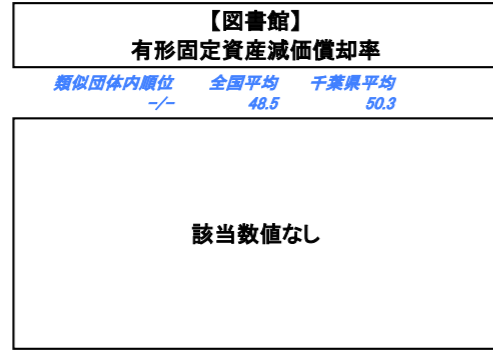 【図書館】
有形固定資産減価償却率
類似団体内順位 全国平均 千葉県平均
-/- 48.5 50.3
該当数値なし